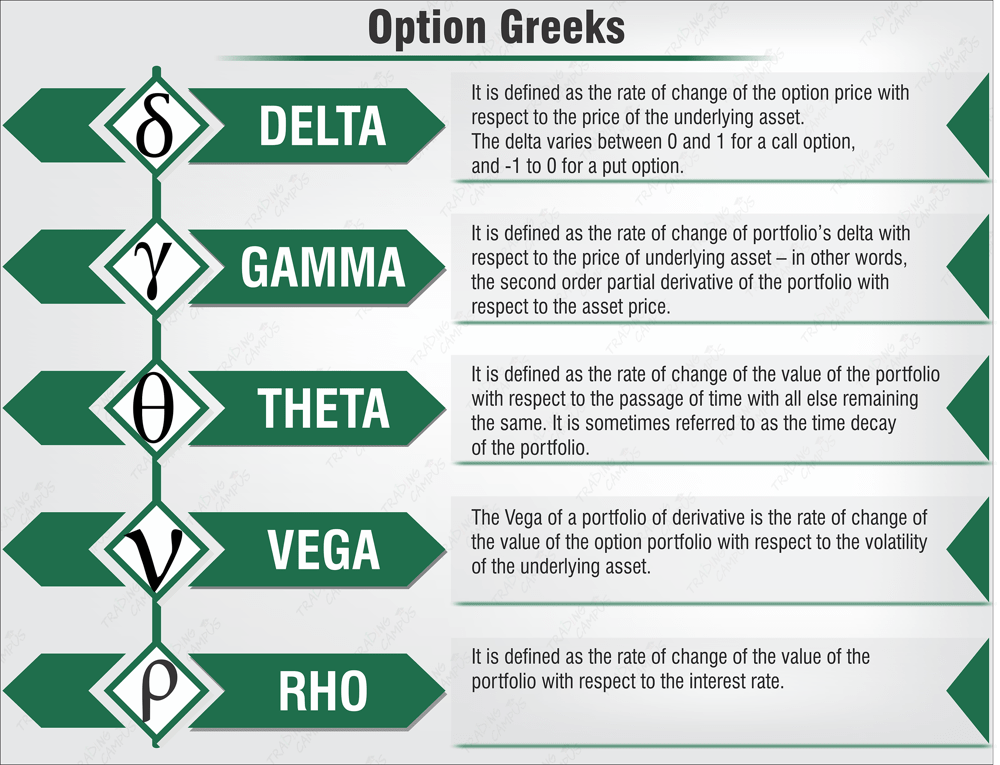 Option Greeks
δ
DELTA
It is defined as the rate of change of the option price with
respect to the price of the underlying asset.
The delta varies between 0 and 1 for a call option,
and -1 to 0 for a put option.
γ
GAMMA
It is defined as the rate of change of portfolio’s delta with
respect to the price of underlying asset – in other words,
the second order partial derivative of the portfolio with
respect to the asset price.
θ
THETA
It is defined as the rate of change of the value of the portfolio
with respect to the passage of time with all else remaining
the same. It is sometimes referred to as the time decay
of the portfolio.
ν
VEGA
The Vega of a portfolio of derivative is the rate of change of
the value of the option portfolio with respect to the volatility
of the underlying asset.
ρ
RHO
It is defined as the rate of change of the value of the
portfolio with respect to the interest rate.
TRADING
CAMPUS